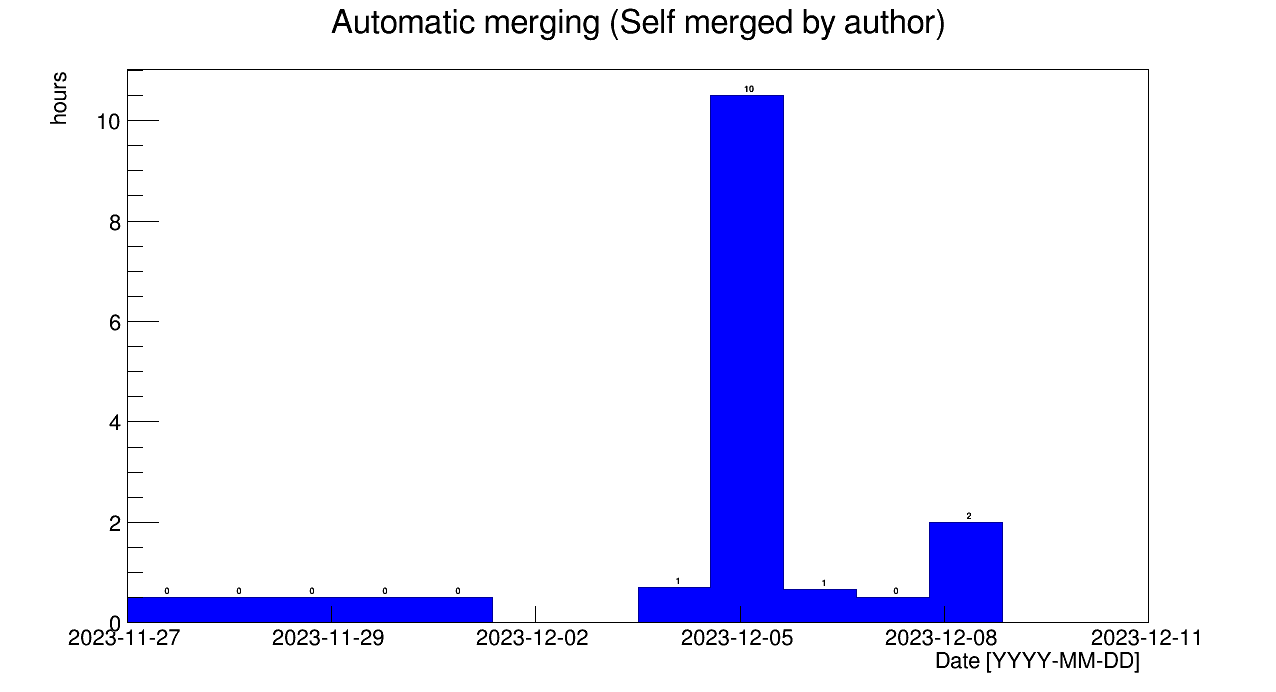 Automatic merging (Self merged by author)
hours
10
8
6
4
2
0
0 0 0 0 0 1 10 1 0 2
2023-11-27 2023-11-29 2023-12-02 2023-12-05 2023-12-08 2023-12-11
Date [YYYY-MM-DD]